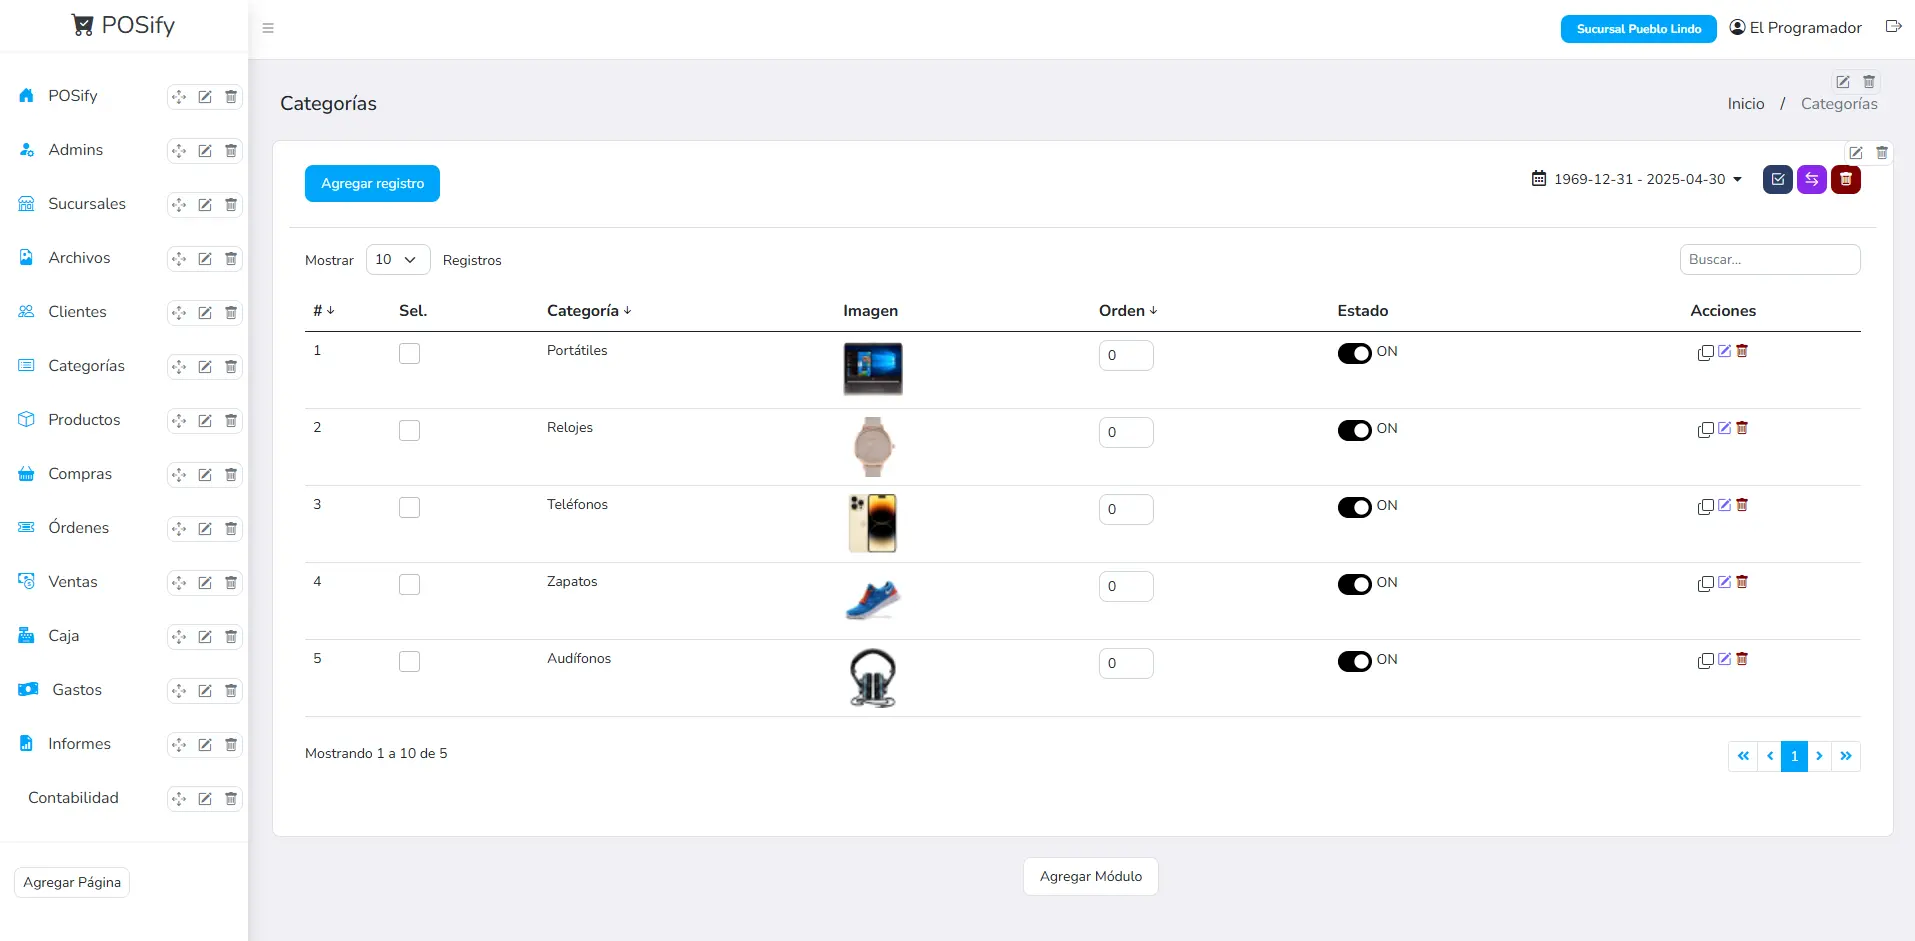 POSify
Sucursal Pueblo Lindo
El Programador
POSify
Admins
Sucursales
Archivos
Clientes
Categorías
Productos
Compras
Órdenes
Ventas
Caja
Gastos
Informes
Contabilidad
Agregar Página
Categorías
Inicio / Categorías
Agregar registro
1969-12-31 - 2025-04-30
Mostrar 10 Registros
Buscar...
# Sel. Categoría Imagen Orden Estado Acciones
1 Portátiles 0 ON
2 Relojes 0 ON
3 Teléfonos 0 ON
4 Zapatos 0 ON
5 Audífonos 0 ON
Mostrando 1 a 10 de 5
« ‹ 1 › »
Agregar Módulo